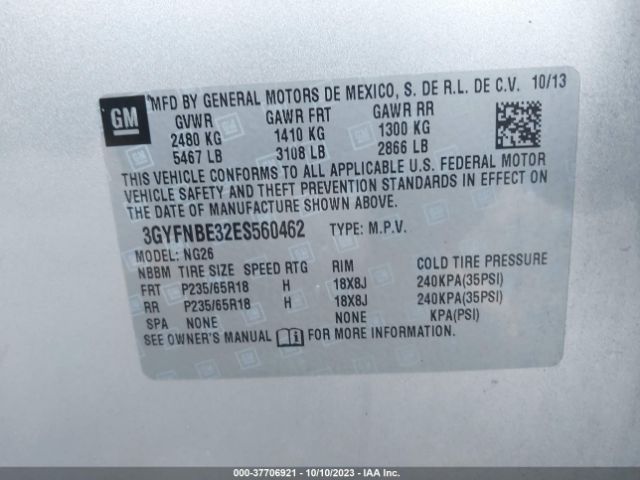 GM
MFD BY GENERAL MOTORS DE MEXICO, S. DE R.L. DE C.V. 10/13
GVWR GAWR FRT GAWR RR
2480 KG 1410 KG 1300 KG
5467 LB 3108 LB 2866 LB
THIS VEHICLE CONFORMS TO ALL APPLICABLE U.S. FEDERAL MOTOR
VEHICLE SAFETY AND THEFT PREVENTION STANDARDS IN EFFECT ON
THE DATE OF MANUFACTURE SHOWN ABOVE.
3GYFNBE32ES560462 TYPE: M.P.V.
MODEL: NG26
NBBM TIRE SIZE SPEED RTG RIM COLD TIRE PRESSURE
FRT P235/65R18 H 18X8J 240KPA(35PSI)
RR P235/65R18 H 18X8J 240KPA(35PSI)
SPA NONE NONE KPA(PSI)
SEE OWNER'S MANUAL i FOR MORE INFORMATION.
000-37706921 - 10/10/2023 - IAA Inc.